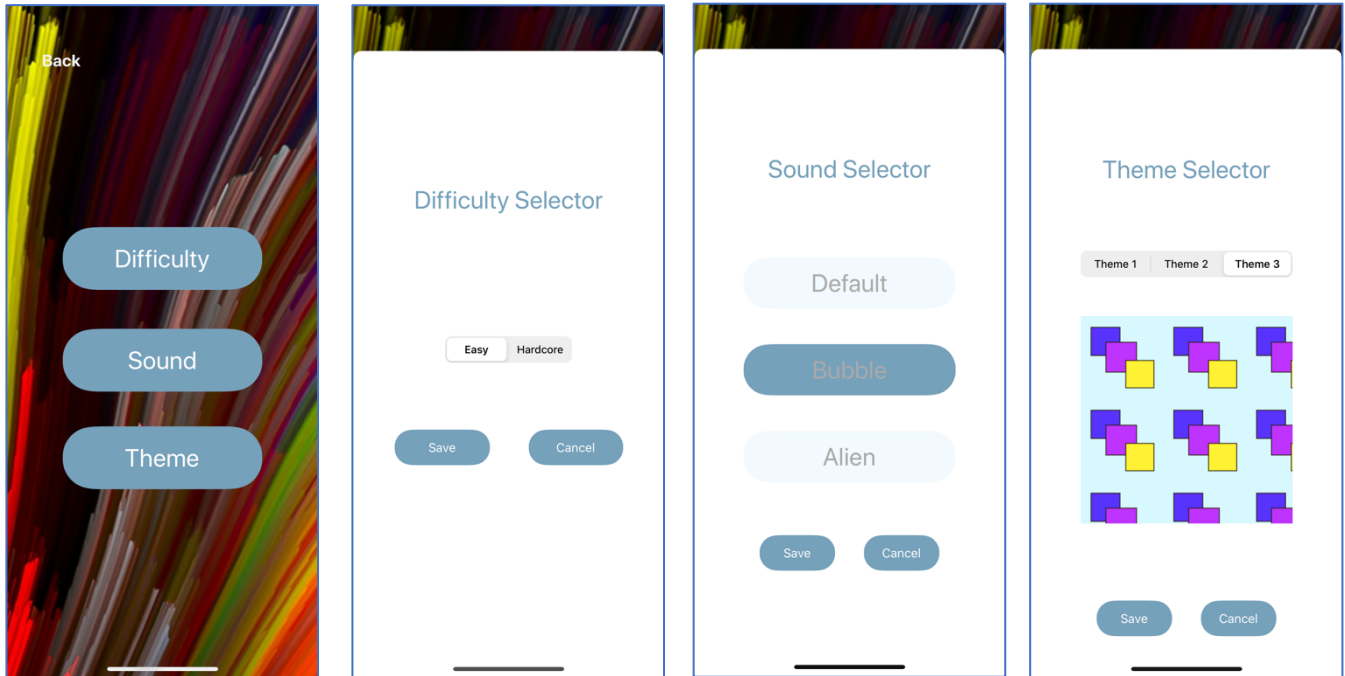 Back
Difficulty
Sound
Theme
Difficulty Selector
Easy Hardcore
Save Cancel
Sound Selector
Default
Bubble
Alien
Save Cancel
Theme Selector
Theme 1 Theme 2 Theme 3
Save Cancel